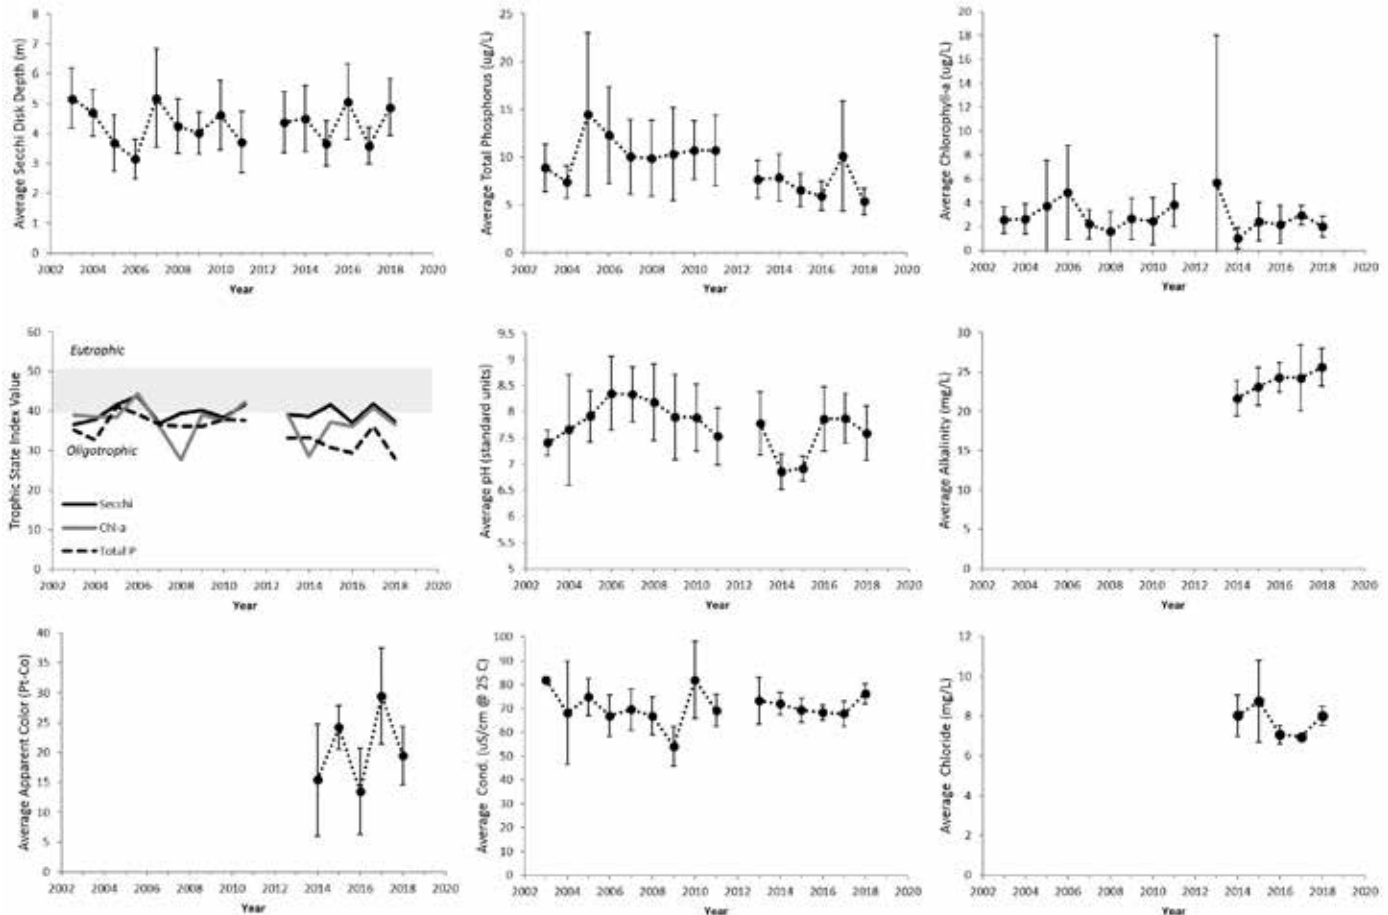 Average Secchi Disk Depth (m)
8
7
6
5
4
3
2
1
0
2002 2004 2006 2008 2010 2012 2014 2016 2018 2020
Year
Average Total Phosphorus (ug/L)
25
20
15
10
5
0
2002 2004 2006 2008 2010 2012 2014 2016 2018 2020
Year
Average Chlorophyll-a (ug/L)
20
18
16
14
12
10
8
6
4
2
0
2002 2004 2006 2008 2010 2012 2014 2016 2018 2020
Year
Trophic State Index Value
60
50
40
30
20
10
0
Eutrophic
Oligotrophic
Secchi
Chl-a
Total P
2002 2004 2006 2008 2010 2012 2014 2016 2018 2020
Year
Average pH (standard units)
9.5
9
8.5
8
7.5
7
6.5
6
5.5
5
2002 2004 2006 2008 2010 2012 2014 2016 2018 2020
Year
Average Alkalinity (mg/L)
30
25
20
15
10
5
0
2002 2004 2006 2008 2010 2012 2014 2016 2018 2020
Year
Average Apparent Color (Pt-Co)
40
35
30
25
20
15
10
5
0
2002 2004 2006 2008 2010 2012 2014 2016 2018 2020
Year
Average Cond. (uS/cm @ 25 C)
100
90
80
70
60
50
40
30
20
10
0
2002 2004 2006 2008 2010 2012 2014 2016 2018 2020
Year
Average Chloride (mg/L)
12
10
8
6
4
2
0
2002 2004 2006 2008 2010 2012 2014 2016 2018 2020
Year